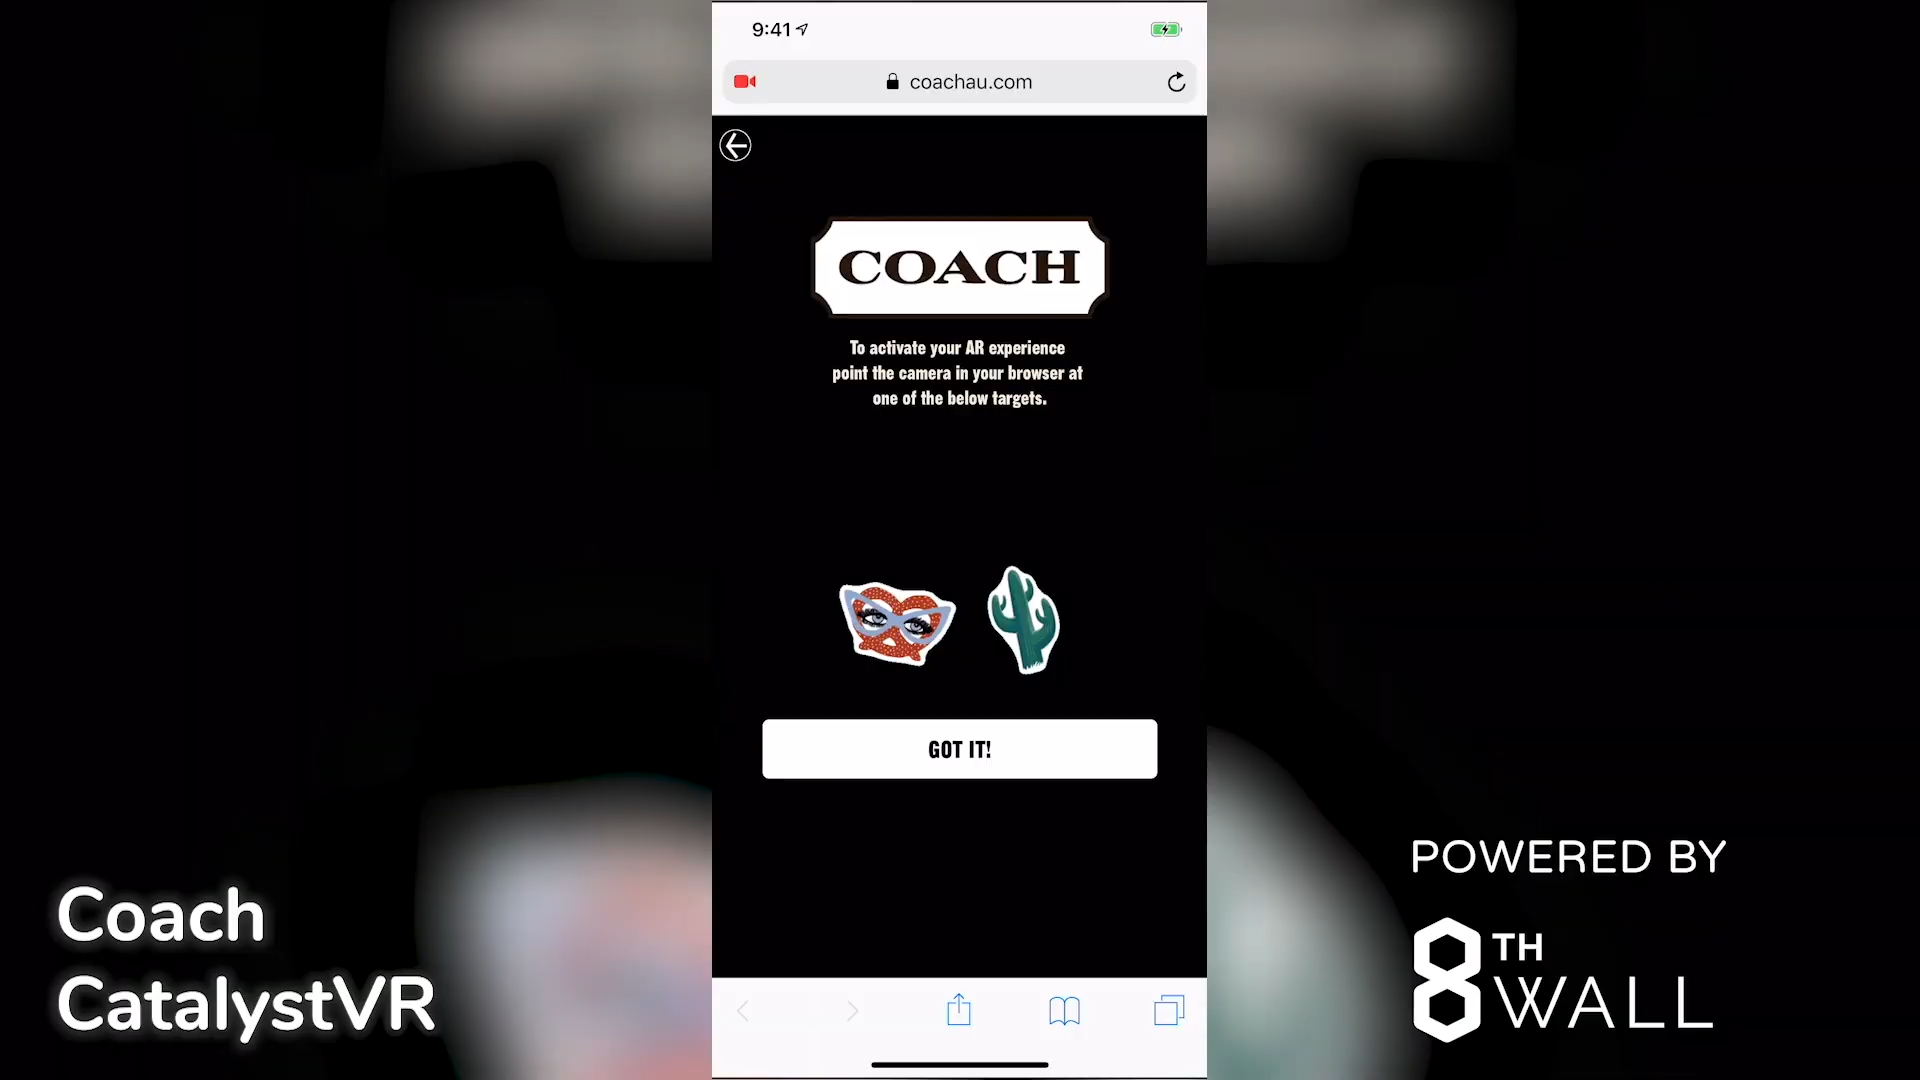 9:41
coachau.com
COACH
To activate your AR experience
point the camera in your browser at
one of the below targets.
GOT IT!
Coach
CatalystVR
POWERED BY
8TH
WALL